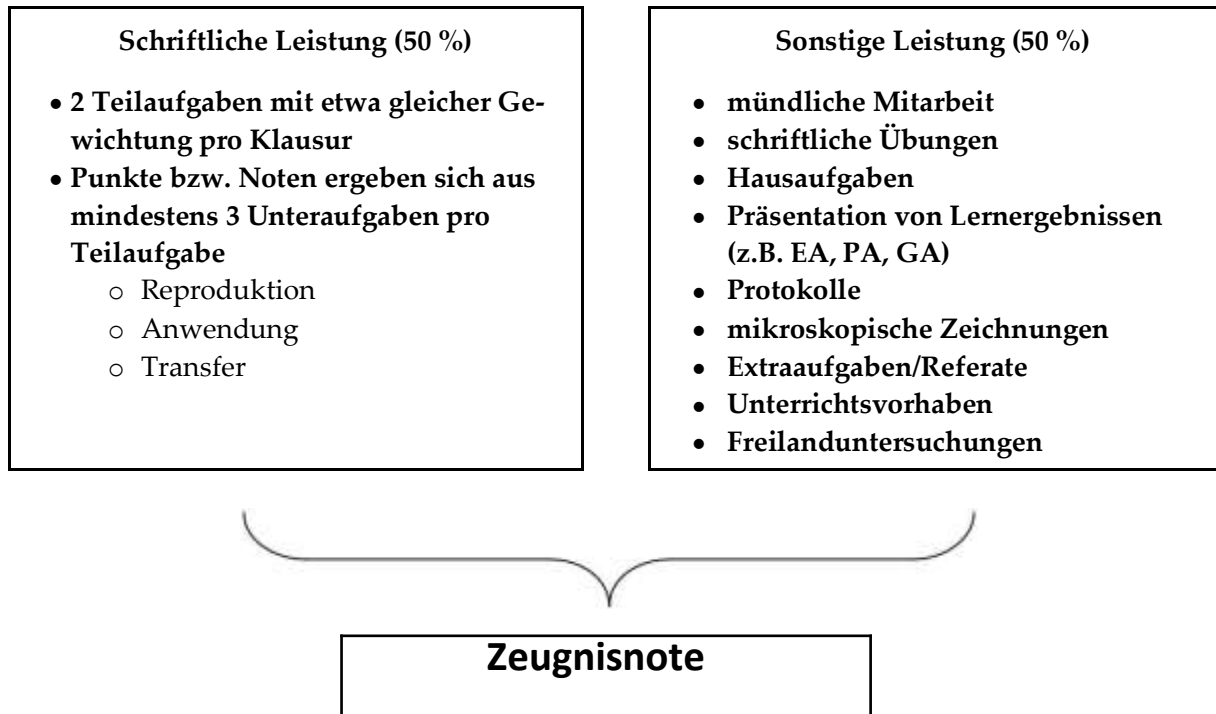 Schriftliche Leistung (50 %)
• 2 Teilaufgaben mit etwa gleicher Ge-
wichtung pro Klausur
• Punkte bzw. Noten ergeben sich aus
mindestens 3 Unteraufgaben pro
Teilaufgabe
o Reproduktion
o Anwendung
o Transfer
Sonstige Leistung (50 %)
• mündliche Mitarbeit
• schriftliche Übungen
• Hausaufgaben
• Präsentation von Lernergebnissen
(z.B. EA, PA, GA)
• Protokolle
• mikroskopische Zeichnungen
• Extraaufgaben/Referate
• Unterrichtsvorhaben
• Freilanduntersuchungen
Zeugnisnote